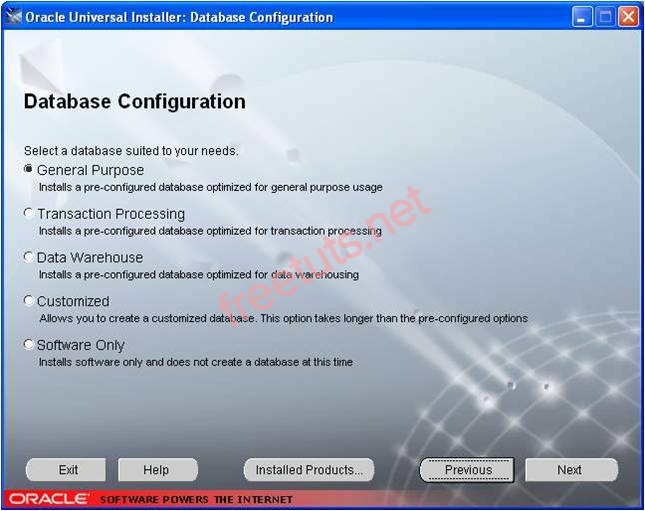 Oracle Universal Installer: Database Configuration
Database Configuration
Select a database suited to your needs.
General Purpose
Installs a pre-configured database optimized for general purpose usage
Transaction Processing
Installs a pre-configured database optimized for transaction processing
Data Warehouse
Installs a pre-configured database optimized for data warehousing
Customized
Allows you to create a customized database. This option takes longer than the pre-configured options
Software Only
Installs software only and does not create a database at this time
freetuts.net
Exit Help Installed Products... Previous Next
ORACLE SOFTWARE POWERS THE INTERNET